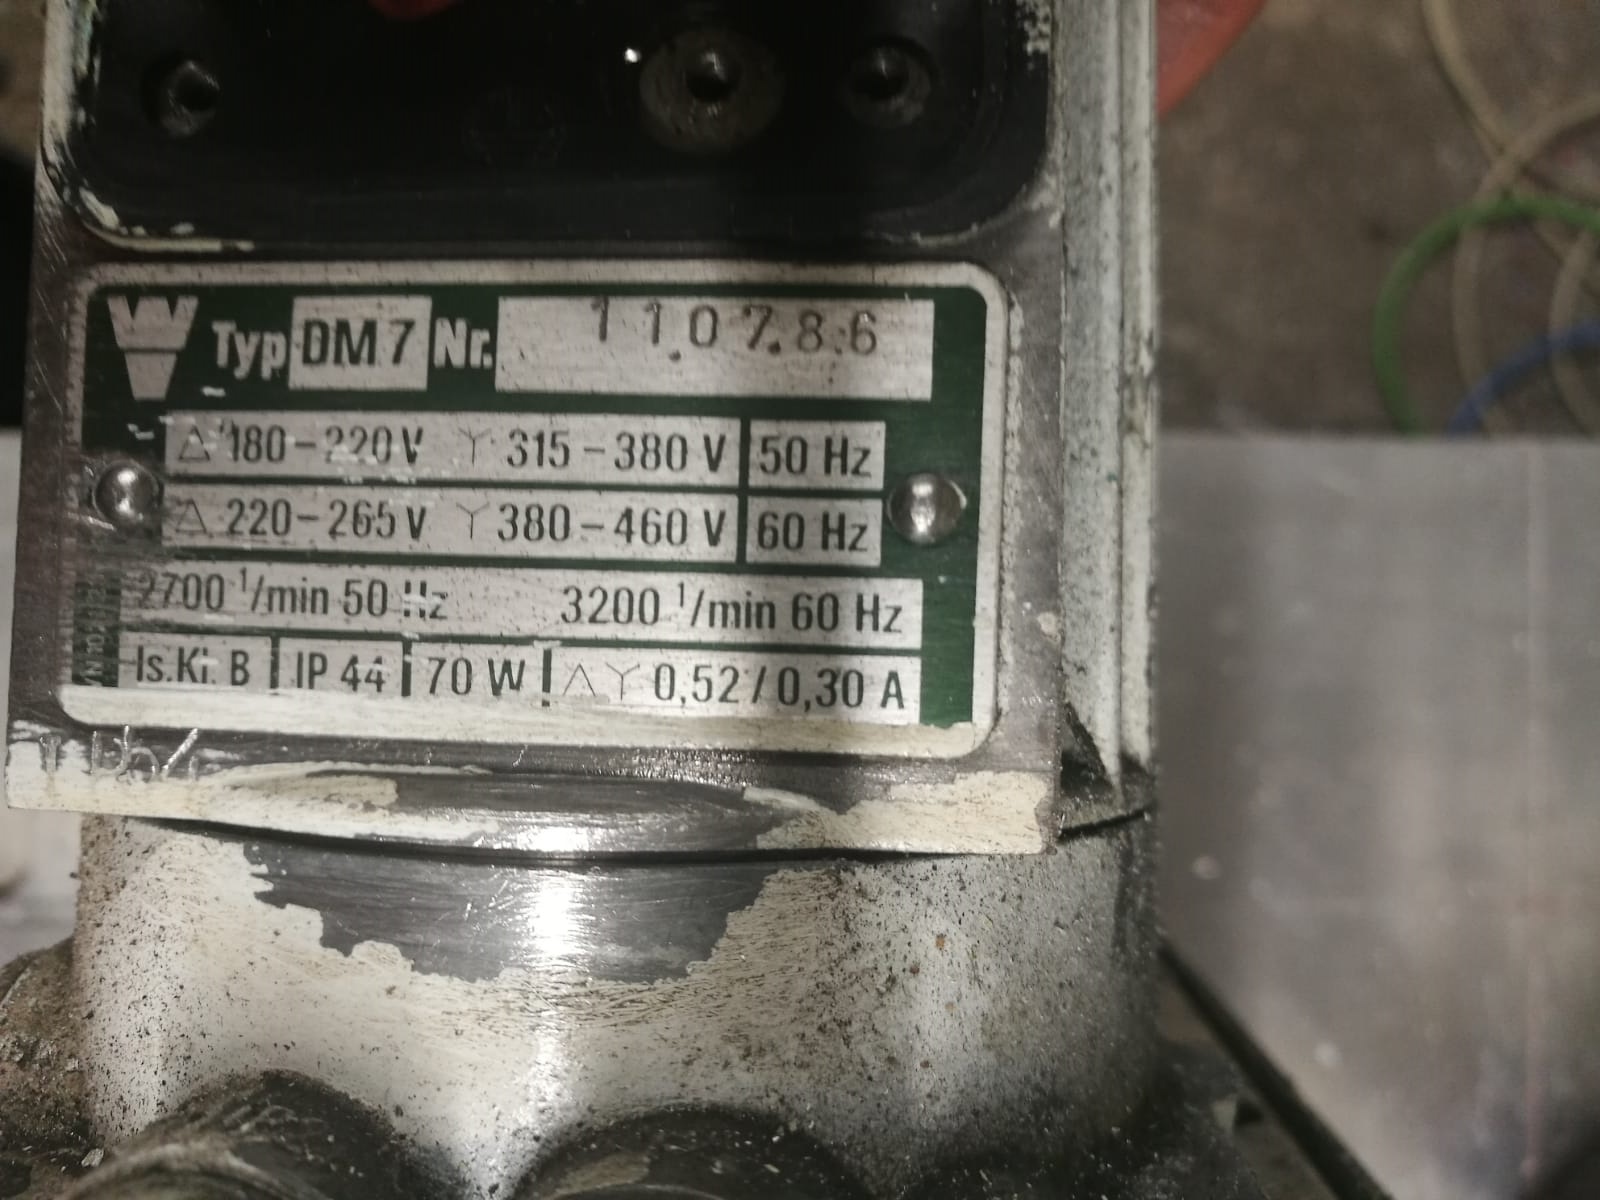 W Typ DM 7 Nr. 110786
△ 180-220 V Y 315-380 V 50 Hz
△ 220-265 V Y 380-460 V 60 Hz
2700 1/min 50 Hz 3200 1/min 60 Hz
Is.Kl. B IP 44 70 W △ Y 0,52/0,30 A